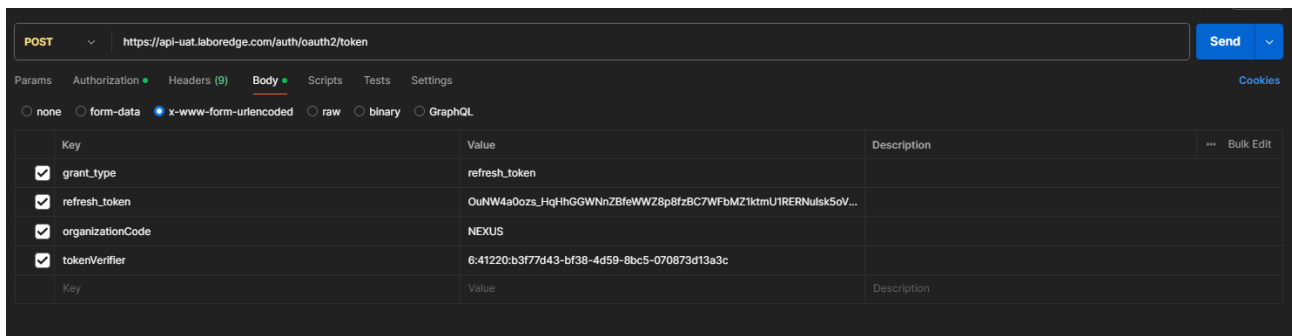 POST https://api-uat.laboredge.com/auth/oauth2/token Send
Params Authorization Headers (9) Body Scripts Tests Settings Cookies
none form-data x-www-form-urlencoded raw binary GraphQL
Key Value Description ••• Bulk Edit
grant_type refresh_token
refresh_token OuNW4a0ozs_HqHhGGWNnZBfeWWZ8p8fzBC7WFbMZ1ktmU1RERNulsk5oV...
organizationCode NEXUS
tokenVerifier 6:41220:b3f77d43-bf38-4d59-8bc5-070873d13a3c
Key Value Description